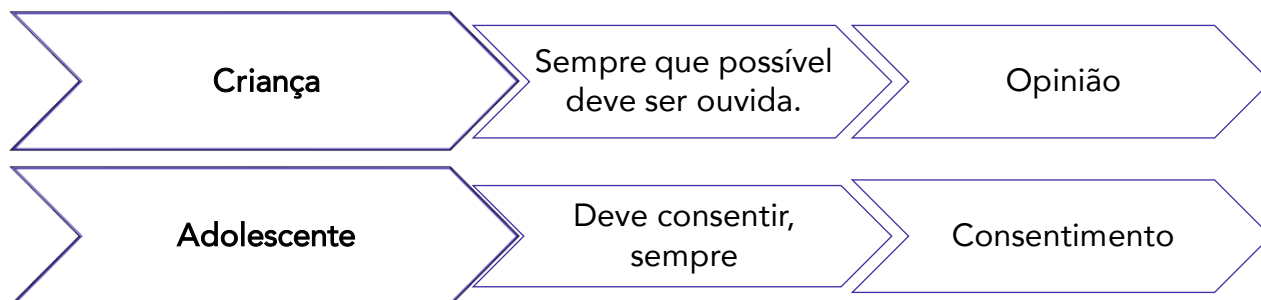 Criança
Sempre que possível
deve ser ouvida.
Opinião
Adolescente
Deve consentir,
sempre
Consentimento